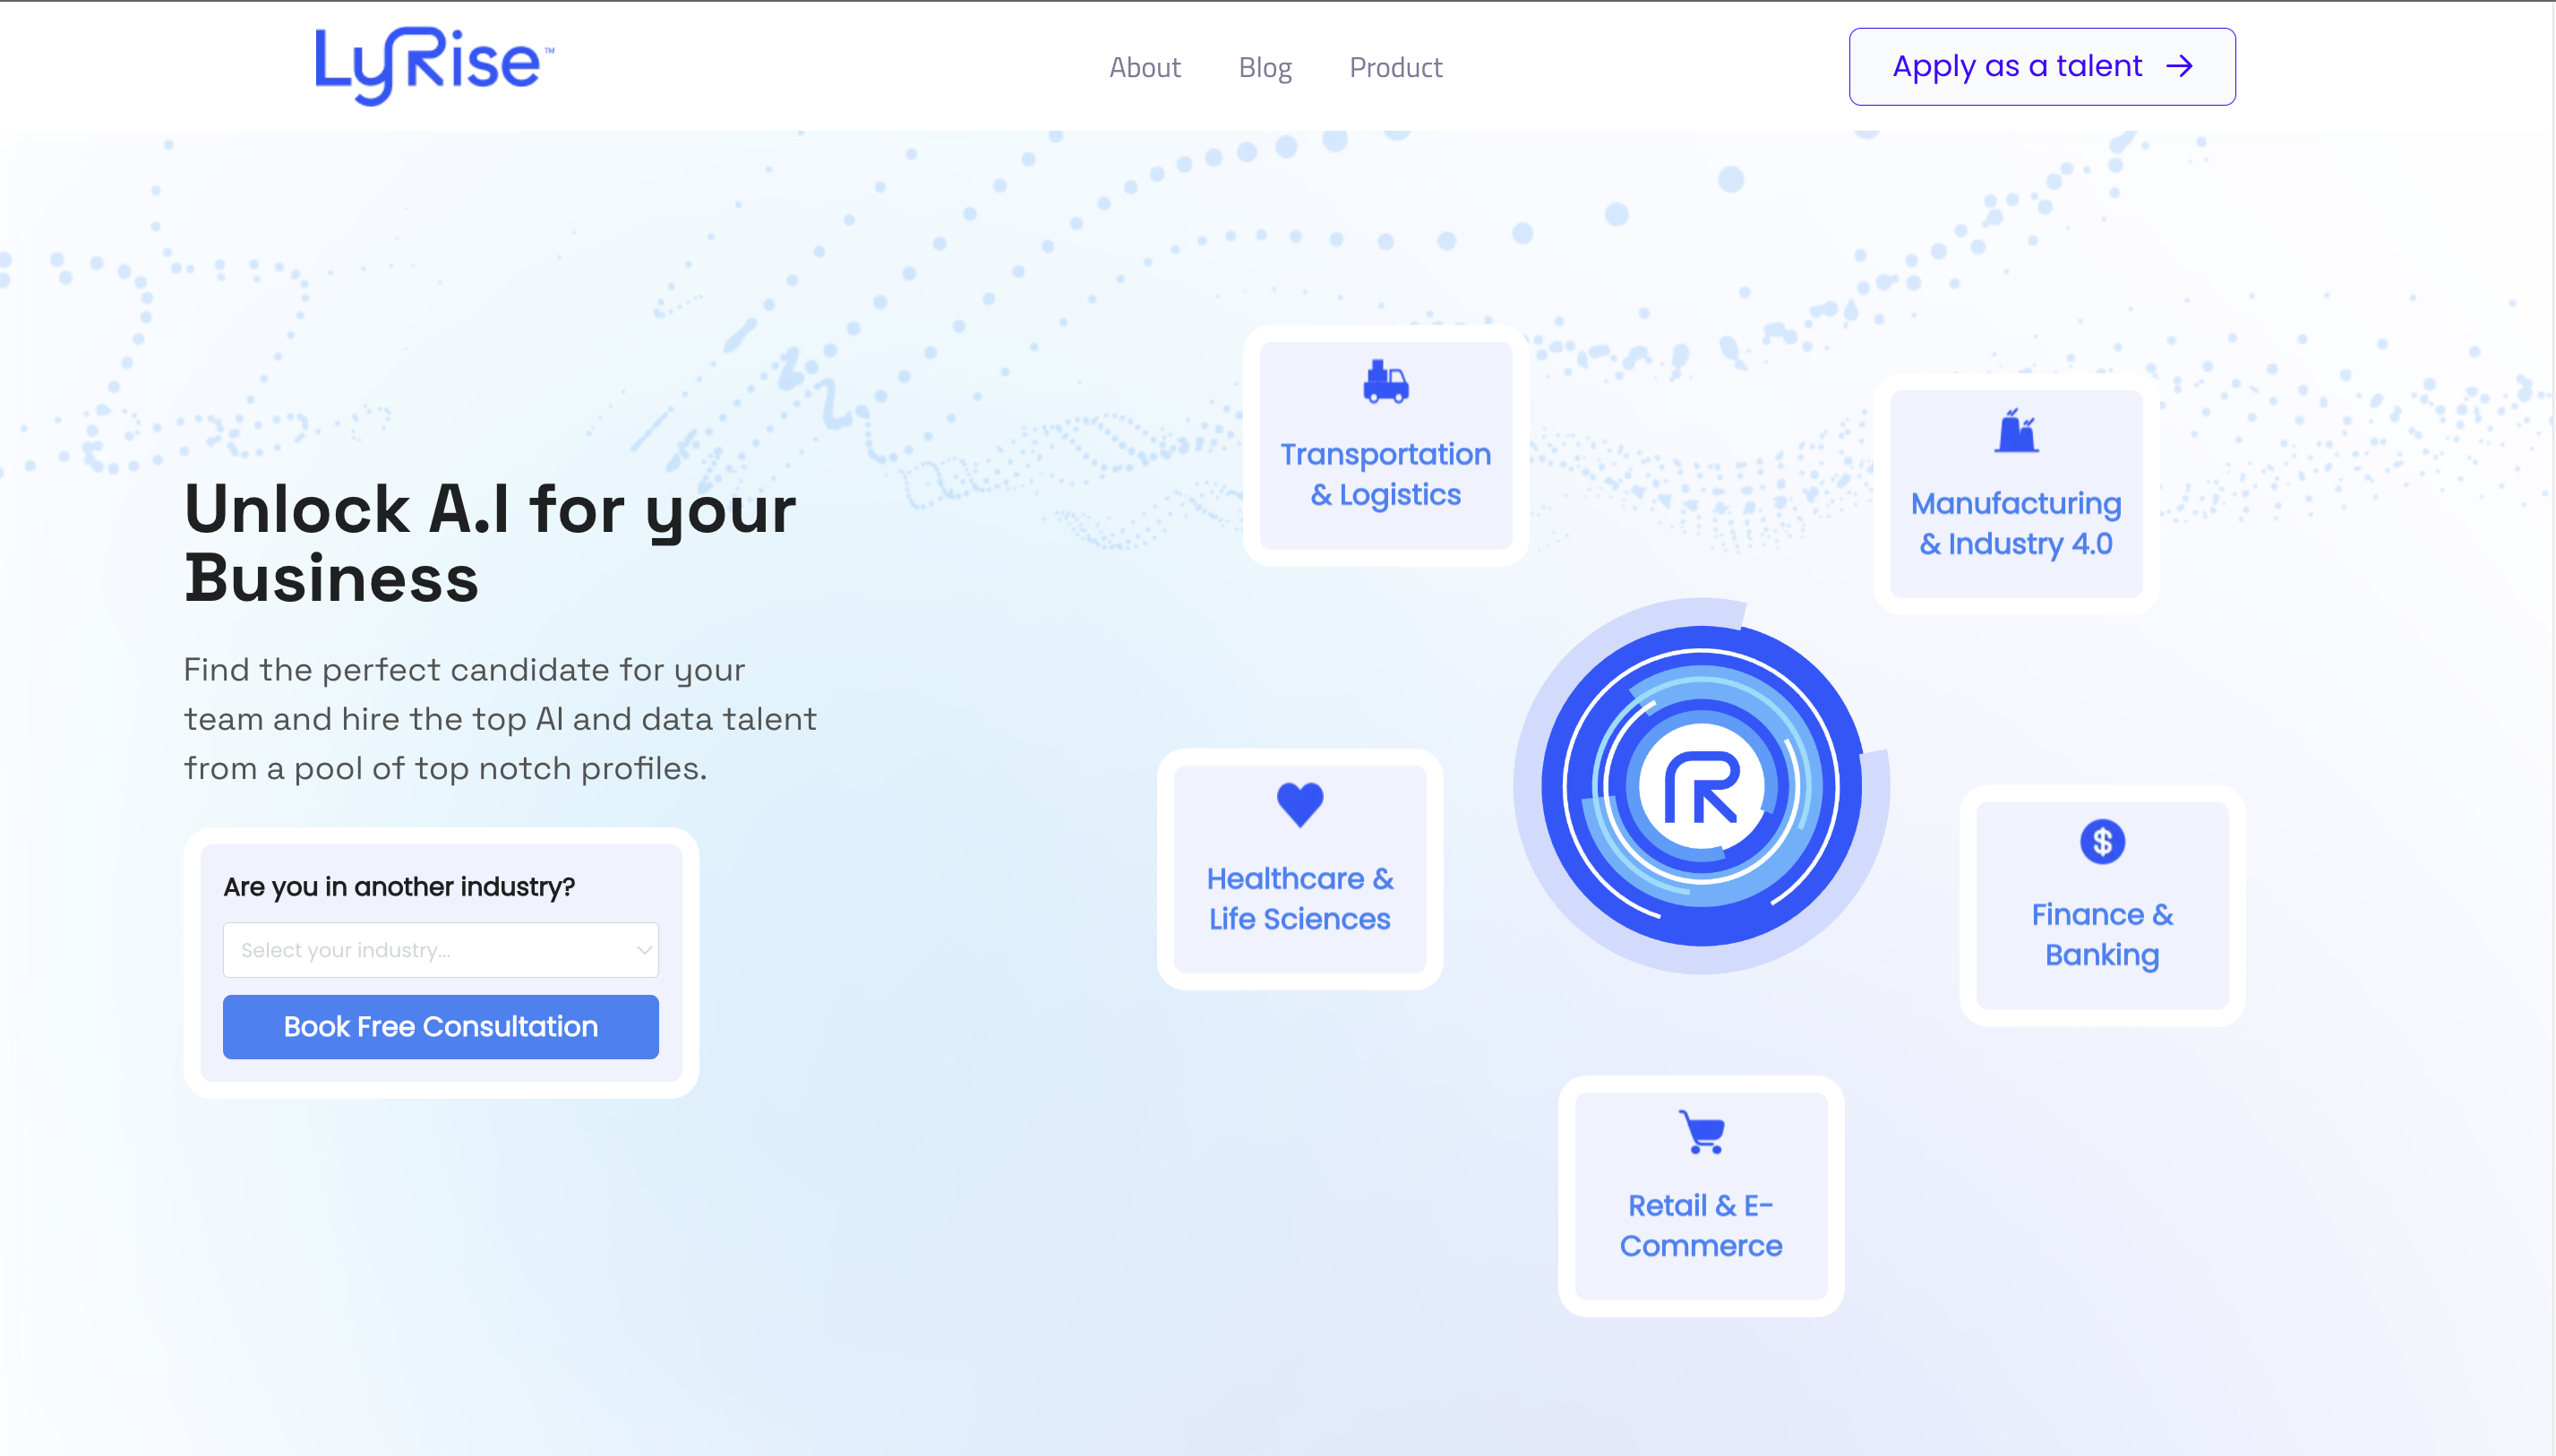 LyRise™
About
Blog
Product
Apply as a talent
Unlock A.I for your
Business
Find the perfect candidate for your
team and hire the top AI and data talent
from a pool of top notch profiles.
Are you in another industry?
Select your industry...
Book Free Consultation
Transportation
& Logistics
Manufacturing
& Industry 4.0
Healthcare &
Life Sciences
R
Finance &
Banking
Retail & E-
Commerce